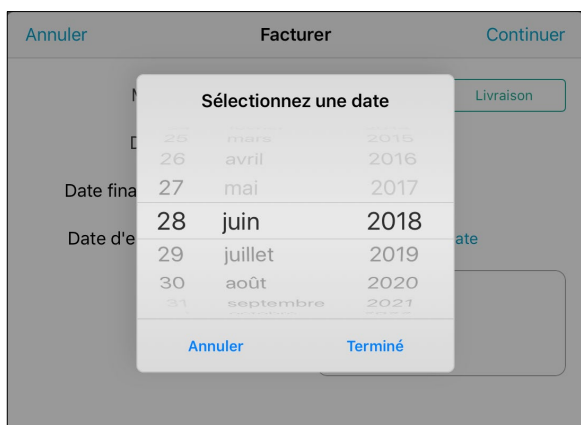 Annuler Facturer Continuer
Sélectionnez une date
Livraison
25 mars 2015
26 avril 2016
27 mai 2017
Date fina
28 juin 2018
Date d'e
ate
29 juillet 2019
30 août 2020
31 septembre 2021
Annuler Terminé